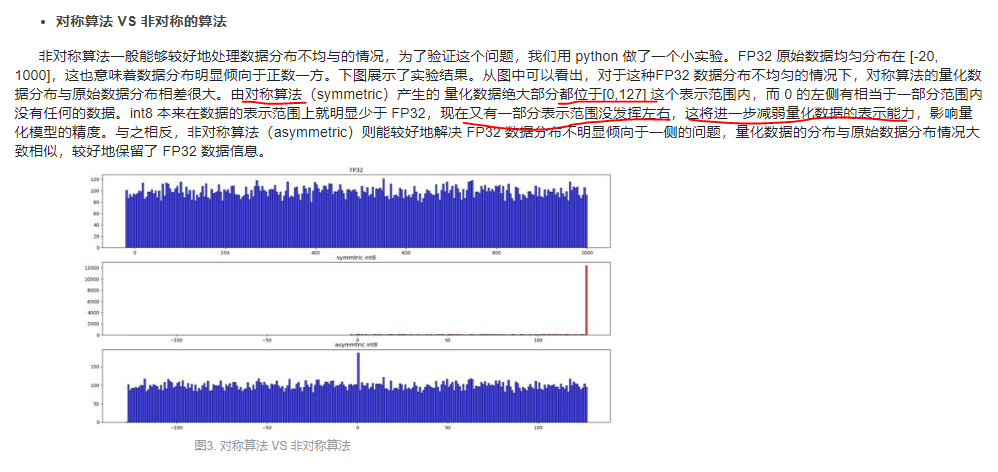 • 对称算法 VS 非对称的算法
非对称算法一般能够较好地处理数据分布不均与的情况，为了验证这个问题，我们用 python 做了一个小实验。FP32 原始数据均匀分布在 [-20,
1000]，这也意味着数据分布明显倾向于正数一方。下图展示了实验结果。从图中可以看出，对于这种FP32 数据分布不均匀的情况下，对称算法的量化数
据分布与原始数据分布相差很大。由对称算法（symmetric）产生的 量化数据绝大部分都位于[0,127] 这个表示范围内，而 0 的左侧有相当于一部分范围内
没有任何的数据。int8 本来在数据的表示范围上就明显少于 FP32，现在又有一部分表示范围没发挥左右，这将进一步减弱量化数据的表示能力，影响量
化模型的精度。与之相反，非对称算法（asymmetric）则能较好地解决 FP32 数据分布不明显倾向于一侧的问题，量化数据的分布与原始数据分布情况大
致相似，较好地保留了 FP32 数据信息。
FP32
120
100
80
60
40
20
0
0 200 400 600 800 1000
symmtric int8
12000
10000
8000
6000
4000
2000
0
-100 -50 0 50 100
asymmtric int8
150
100
50
0
-100 -50 0 50 100
图3. 对称算法 VS 非对称算法